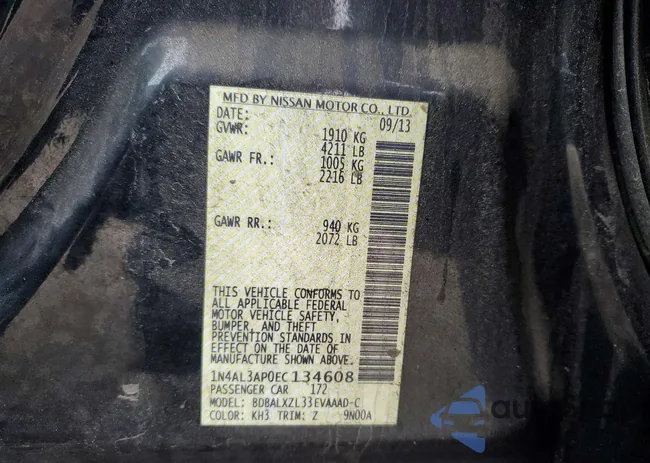 MFD BY NISSAN MOTOR CO., LTD.
DATE: 09/13
GVWR: 1910 KG
4211 LB
GAWR FR.: 1005 KG
2216 LB
GAWR RR.: 940 KG
2072 LB
THIS VEHICLE CONFORMS TO
ALL APPLICABLE FEDERAL
MOTOR VEHICLE SAFETY,
BUMPER, AND THEFT
PREVENTION STANDARDS
IN EFFECT ON THE DATE OF
MANUFACTURE SHOWN ABOVE.
1N4AL3AP0EC134608
PASSENGER CAR 172
MODEL: BDBALXZL33EVAAAD-C
COLOR: KH3 TRIM: Z 9N00A